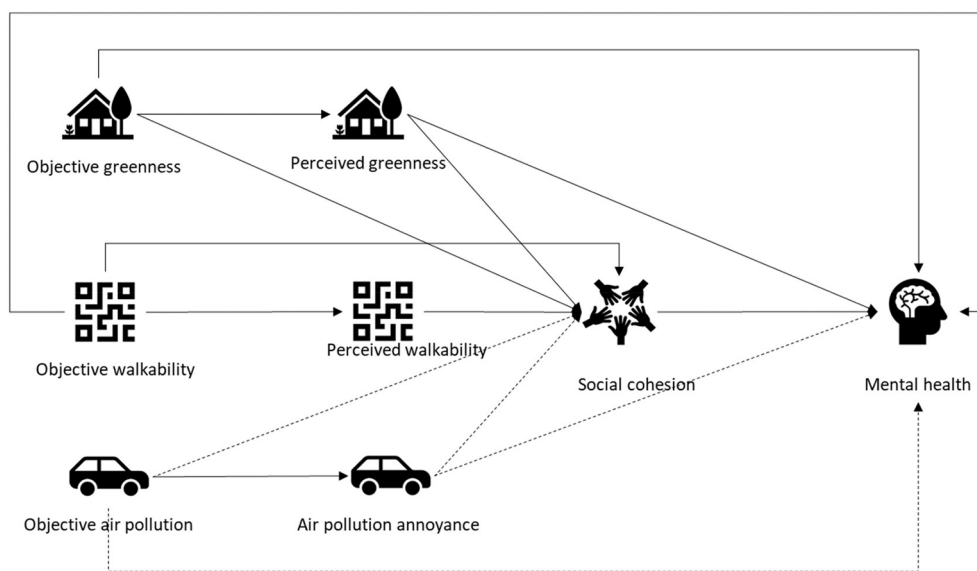 Objective greenness
Perceived greenness
Objective walkability
Perceived walkability
Social cohesion
Mental health
Objective air pollution
Air pollution annoyance